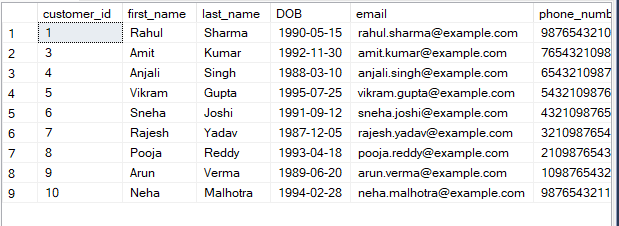 customer_id first_name last_name DOB email phone_numb
1 1 Rahul Sharma 1990-05-15 rahul.sharma@example.com 9876543210
2 3 Amit Kumar 1992-11-30 amit.kumar@example.com 7654321098
3 4 Anjali Singh 1988-03-10 anjali.singh@example.com 6543210987
4 5 Vikram Gupta 1995-07-25 vikram.gupta@example.com 5432109876
5 6 Sneha Joshi 1991-09-12 sneha.joshi@example.com 4321098765
6 7 Rajesh Yadav 1987-12-05 rajesh.yadav@example.com 3210987654
7 8 Pooja Reddy 1993-04-18 pooja.reddy@example.com 2109876543
8 9 Arun Verma 1989-06-20 arun.verma@example.com 1098765432
9 10 Neha Malhotra 1994-02-28 neha.malhotra@example.com 9876543211